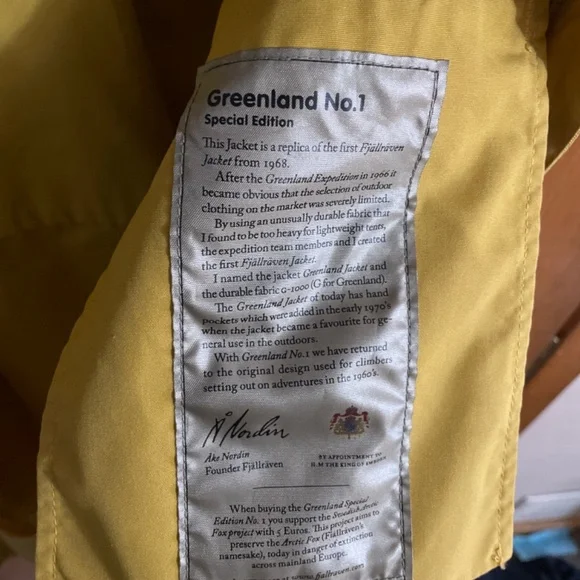 Greenland No.1
Special Edition
This Jacket is a replica of the first Fjällräven
Jacket from 1968.
After the Greenland Expedition in 1966 it
became obvious that the selection of outdoor
clothing on the market was severely limited.
By using an unusually durable fabric that
I found to be too heavy for lightweight tents,
the expedition team members and I created
the first Fjällräven Jacket.
I named the jacket Greenland Jacket and
the durable fabric G-1000 (G for Greenland).
The Greenland Jacket of today has hand
pockets which were added in the early 1970's
when the jacket became a favourite for ge-
neral use in the outdoors.
With Greenland No.1 we have returned
to the original design used for climbers
setting out on adventures in the 1960's.
Å Nordin
Åke Nordin
Founder Fjällräven
BY APPOINTMENT TO
H.M THE KING OF SWEDEN
When buying the Greenland Special
Edition No. 1 you support the Swedish Arctic
Fox project with 5 Euros. This project aims to
preserve the Arctic Fox (Fjällräven's
namesake), today in danger of extinction
across mainland Europe.
at www.fjallraven.com